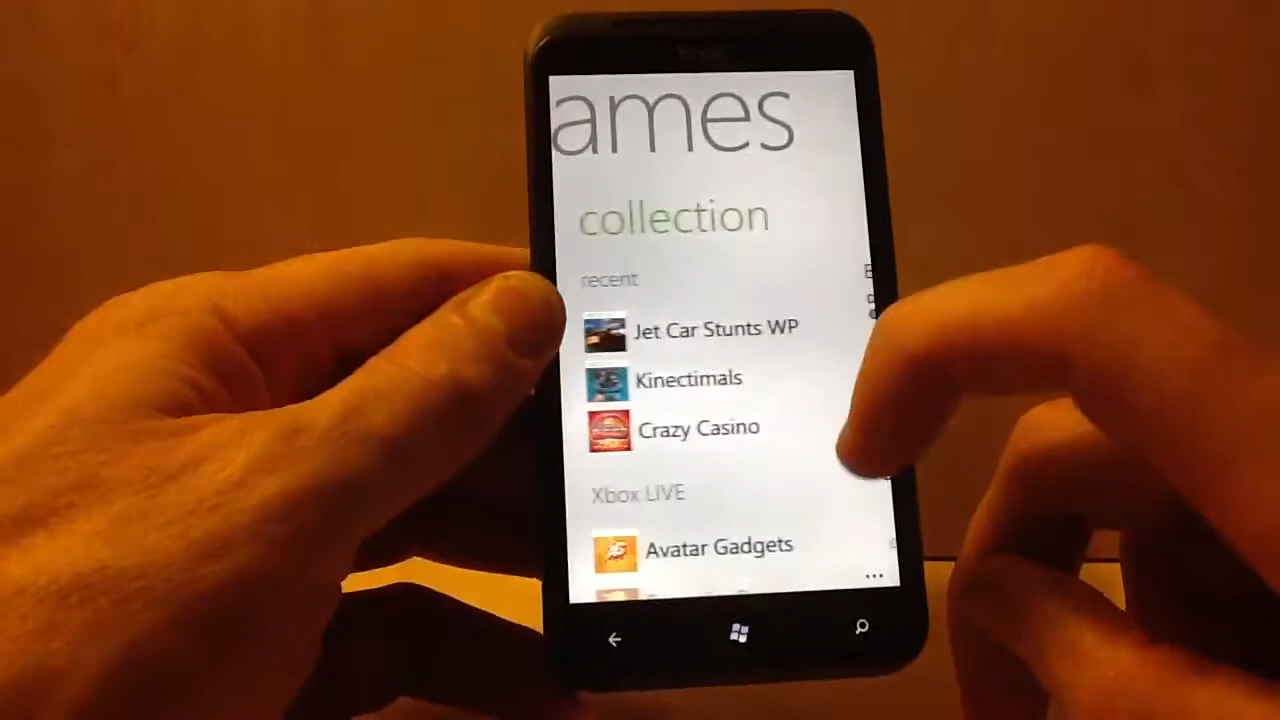 ames
collection
recent
Jet Car Stunts WP
Kinectimals
Crazy Casino
Xbox LIVE
Avatar Gadgets
...